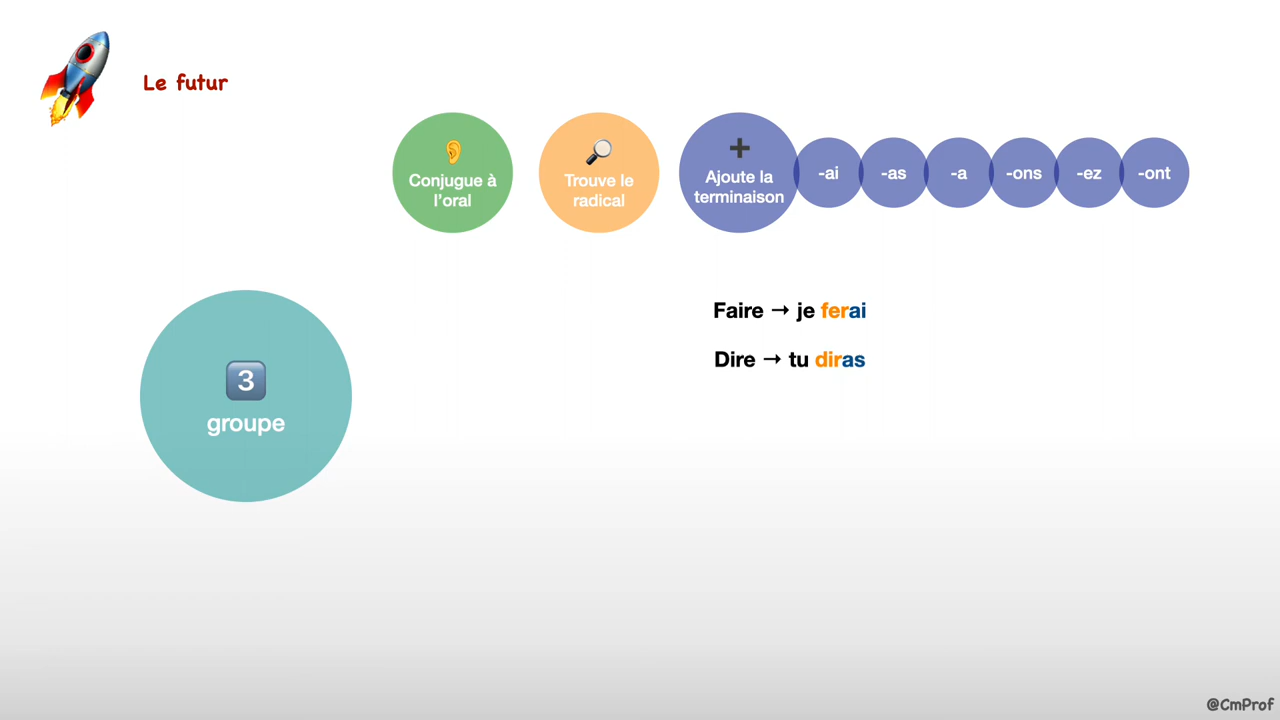 Le futur
Conjugue à
l'oral
Trouve le
radical
Ajoute la
terminaison
-ai
-as
-a
-ons
-ez
-ont
Faire → je ferai
Dire → tu diras
3
groupe
@CmProf